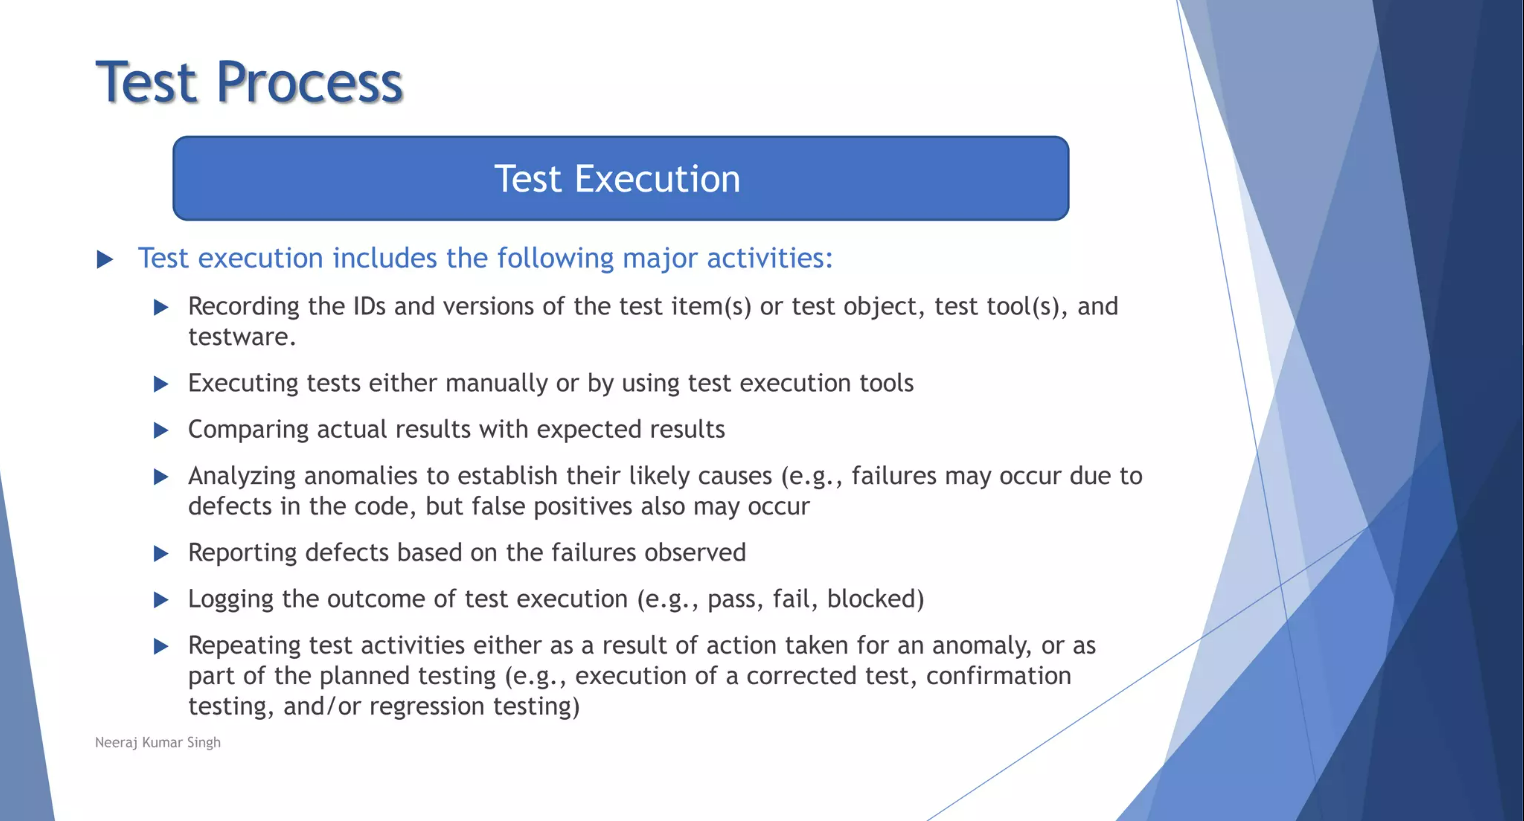 Test Process
Test Execution
Test execution includes the following major activities:
Recording the IDs and versions of the test item(s) or test object, test tool(s), and
testware.
Executing tests either manually or by using test execution tools
Comparing actual results with expected results
Analyzing anomalies to establish their likely causes (e.g., failures may occur due to
defects in the code, but false positives also may occur
Reporting defects based on the failures observed
Logging the outcome of test execution (e.g., pass, fail, blocked)
Repeating test activities either as a result of action taken for an anomaly, or as
part of the planned testing (e.g., execution of a corrected test, confirmation
testing, and/or regression testing)
Neeraj Kumar Singh